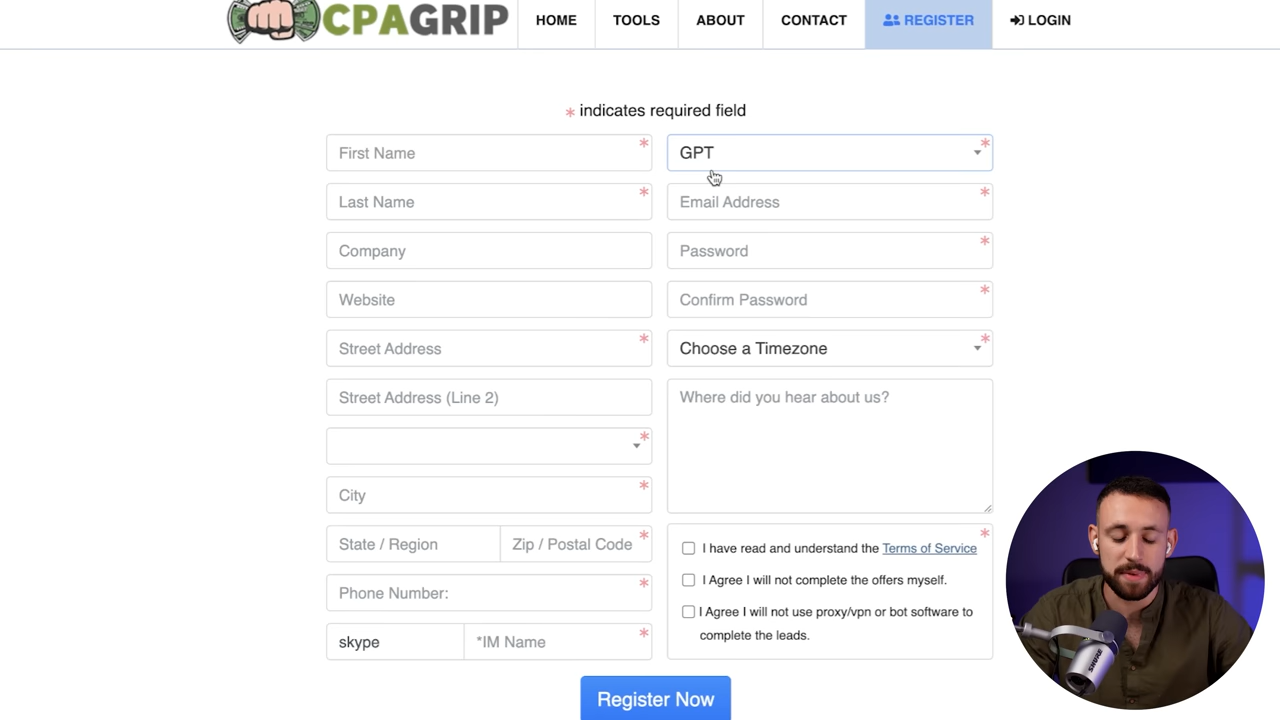 CPAGRIP
HOME
TOOLS
ABOUT
CONTACT
REGISTER
LOGIN
* indicates required field
First Name *
GPT *
Last Name *
Email Address *
Company
Password *
Website
Confirm Password *
Street Address *
Choose a Timezone *
Street Address (Line 2)
Where did you hear about us?
*
City *
State / Region
Zip / Postal Code *
Phone Number: *
skype
*IM Name *
*
I have read and understand the Terms of Service
I Agree I will not complete the offers myself.
I Agree I will not use proxy/vpn or bot software to
complete the leads.
Register Now
SHURE